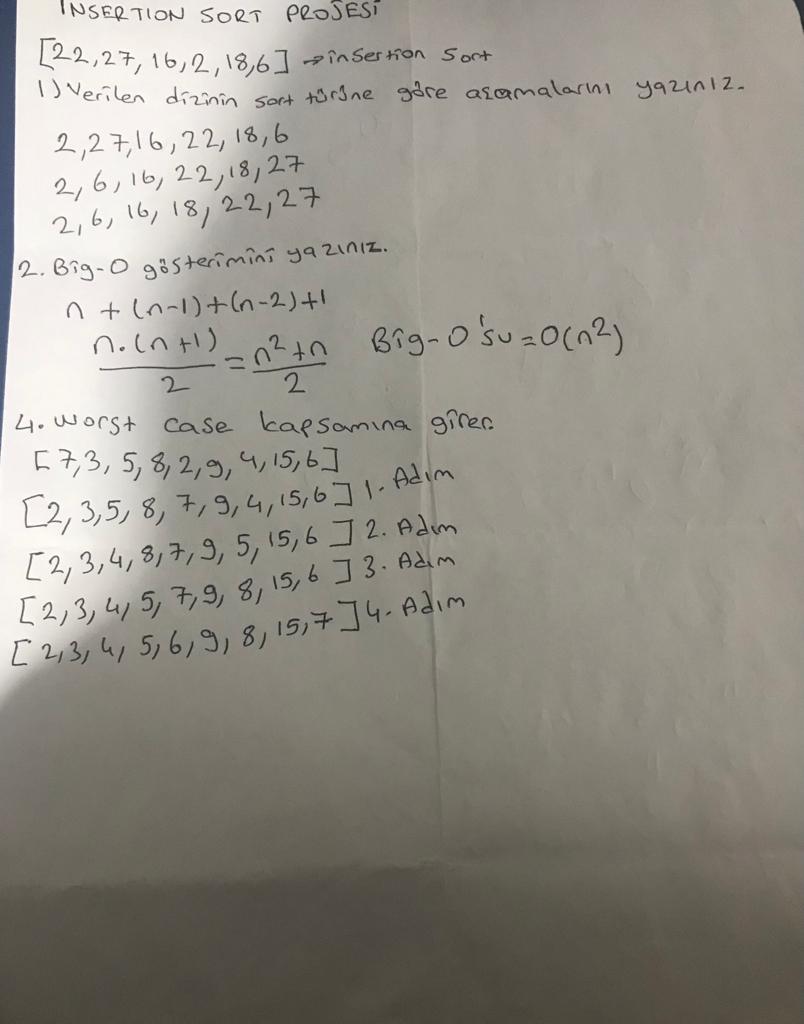 INSERTION SORT PROJESİ
[22,27,16,2,18,6] → insertion Sort
1) Verilen dizinin sort türüne göre aşamalarını yazınız.
2,27,16,22,18,6
2,6,16,22,18,27
2,6,16,18,22,27
2. Big-O gösterimini yazınız.
n + (n-1)+(n-2)+1
n.(n+1)/2 = n²+n/2 Big-O'su=O(n²)
4. worst case kapsamına girer.
[7,3,5,8,2,9,4,15,6]
[2,3,5,8,7,9,4,15,6] 1. Adım
[2,3,4,8,7,9,5,15,6] 2. Adım
[2,3,4,5,7,9,8,15,6] 3. Adım
[2,3,4,5,6,9,8,15,7] 4. Adım